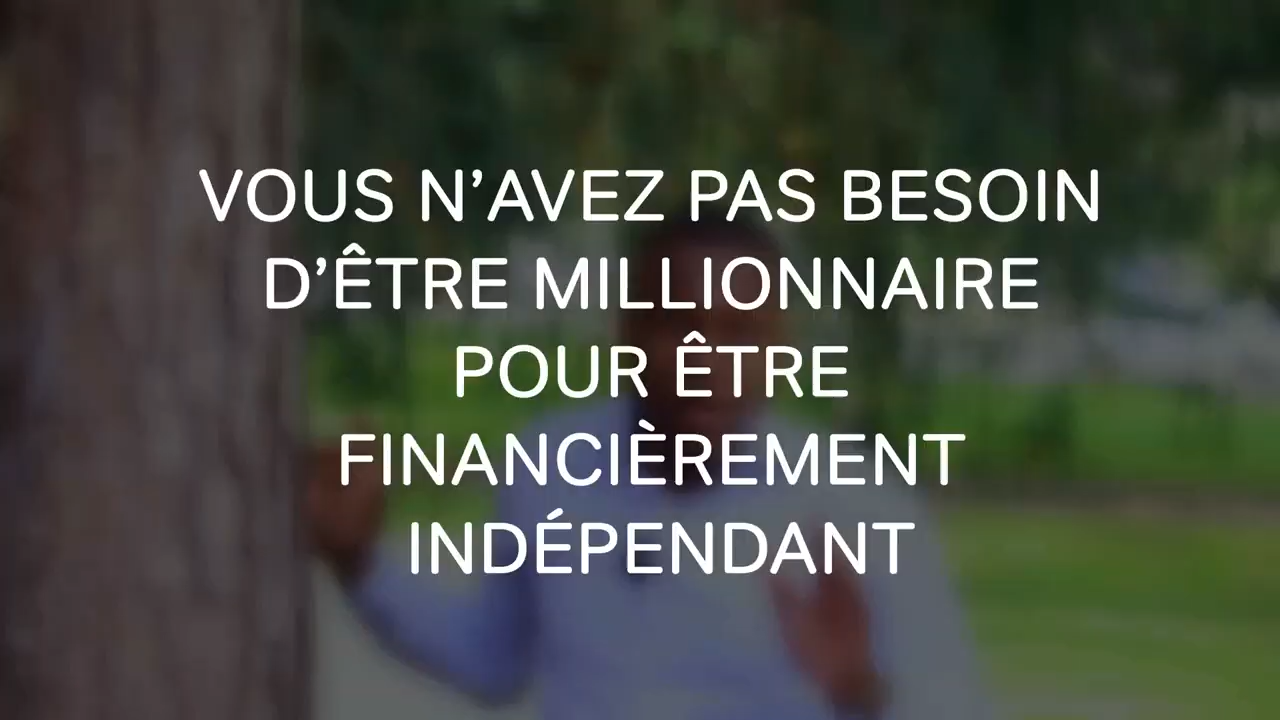 VOUS N’AVEZ PAS BESOIN
D’ÊTRE MILLIONNAIRE
POUR ÊTRE
FINANCIÈREMENT
INDÉPENDANT